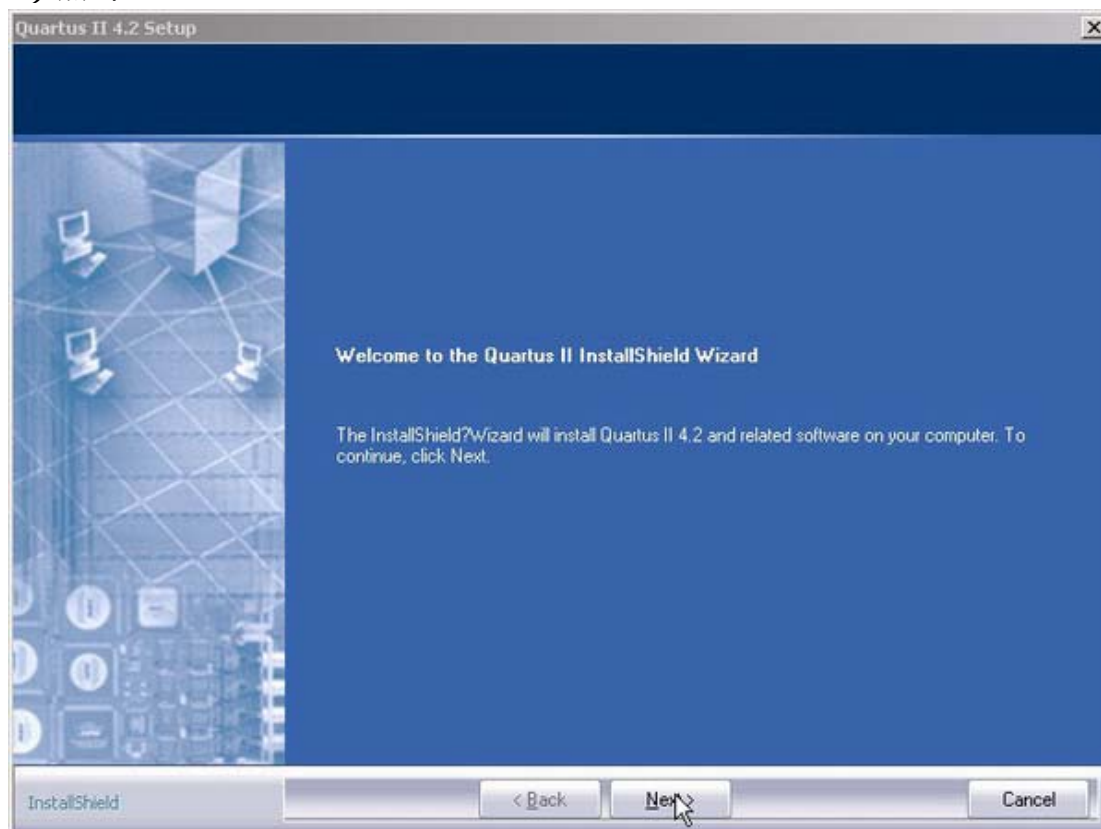 Quartus II 4.2 Setup
Welcome to the Quartus II InstallShield Wizard
The InstallShield?Wizard will install Quartus II 4.2 and related software on your computer. To
continue, click Next.
InstallShield
< Back
Next >
Cancel